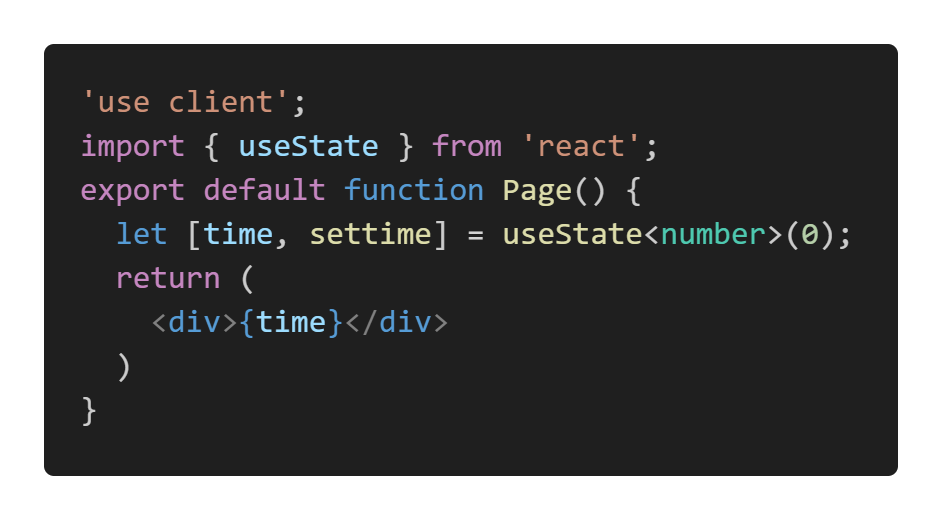 'use client';
import { useState } from 'react';
export default function Page() {
  let [time, settime] = useState<number>(0);
  return (
    <div>{time}</div>
  )
}